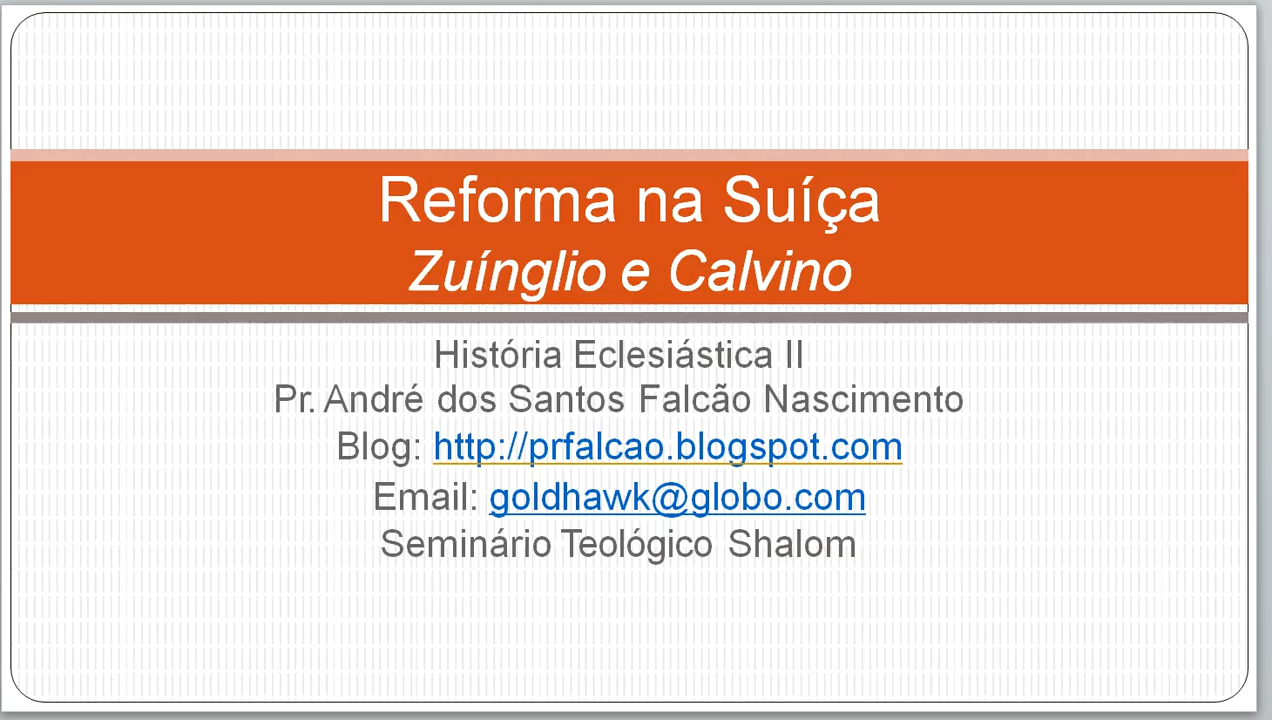 Reforma na Suíça
Zuínglio e Calvino
História Eclesiástica II
Pr. André dos Santos Falcão Nascimento
Blog: http://prfalcao.blogspot.com
Email: goldhawk@globo.com
Seminário Teológico Shalom